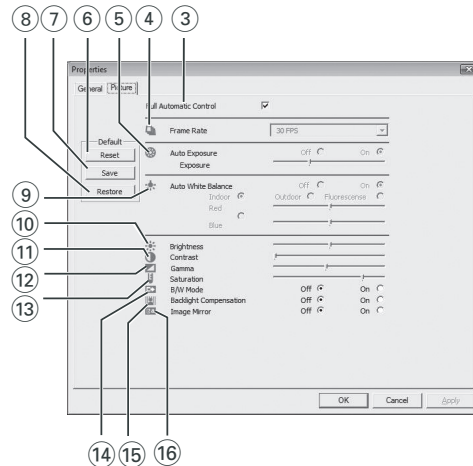 8 7 6 5 4 3
Properties
General Picture
Full Automatic Control
Frame Rate 30 FPS
Default
Reset
Save
Restore
Auto Exposure Off On
Exposure
Auto White Balance Off On
Indoor Outdoor Fluorescense
Red
Blue
Brightness
Contrast
Gamma
Saturation
B/W Mode Off On
Backlight Compensation Off On
Image Mirror Off On
OK Cancel Apply
9
10
11
12
13
14 15 16